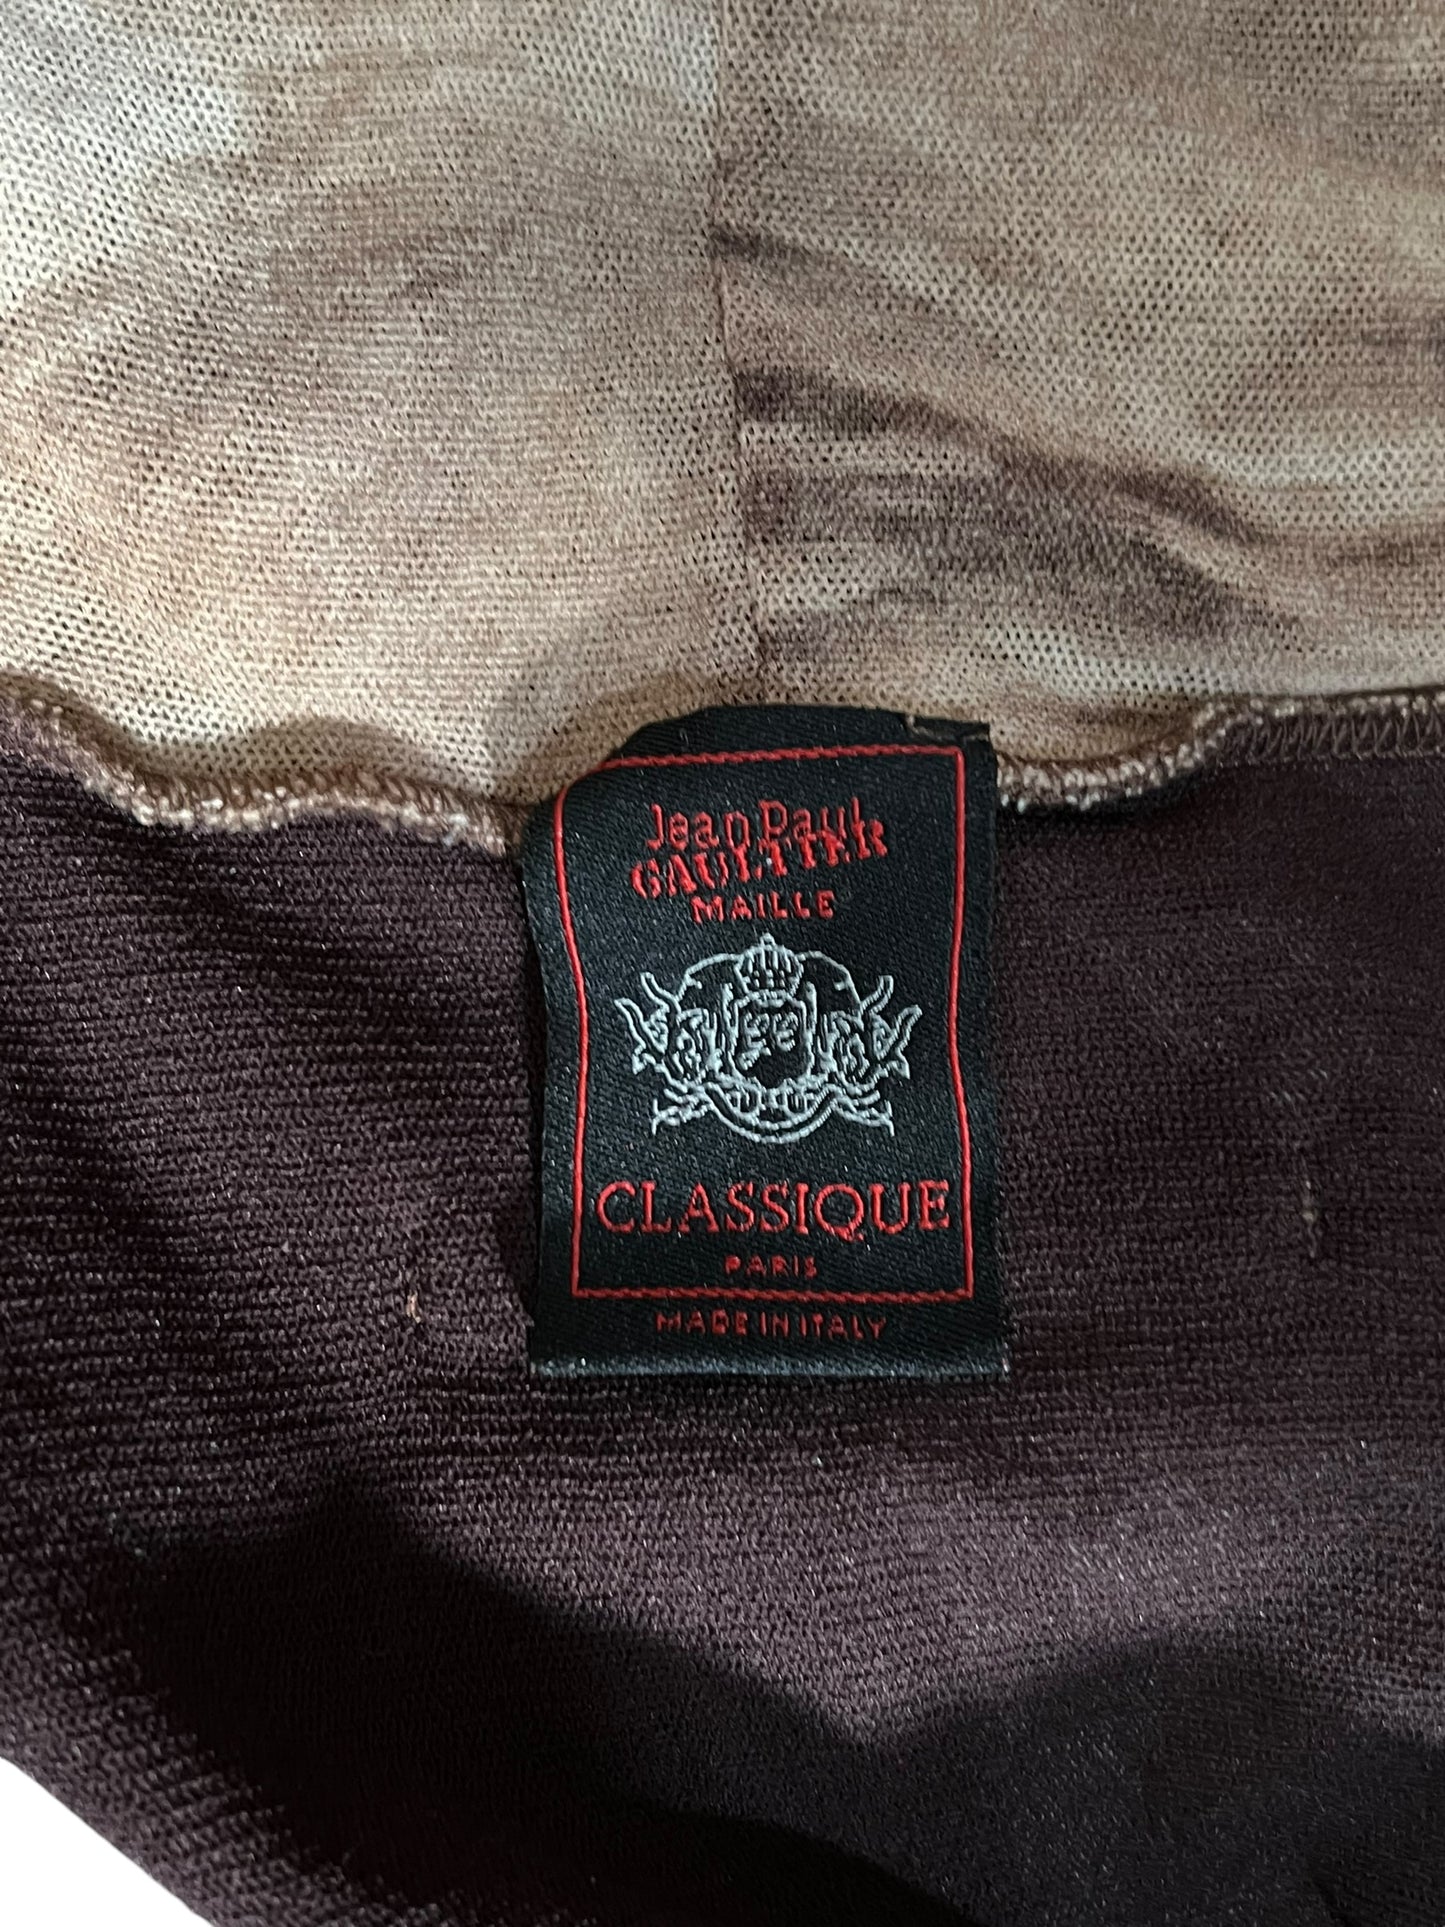 Jean Paul
GAULTIER
MAILLE
CLASSIQUE
PARIS
MADE IN ITALY